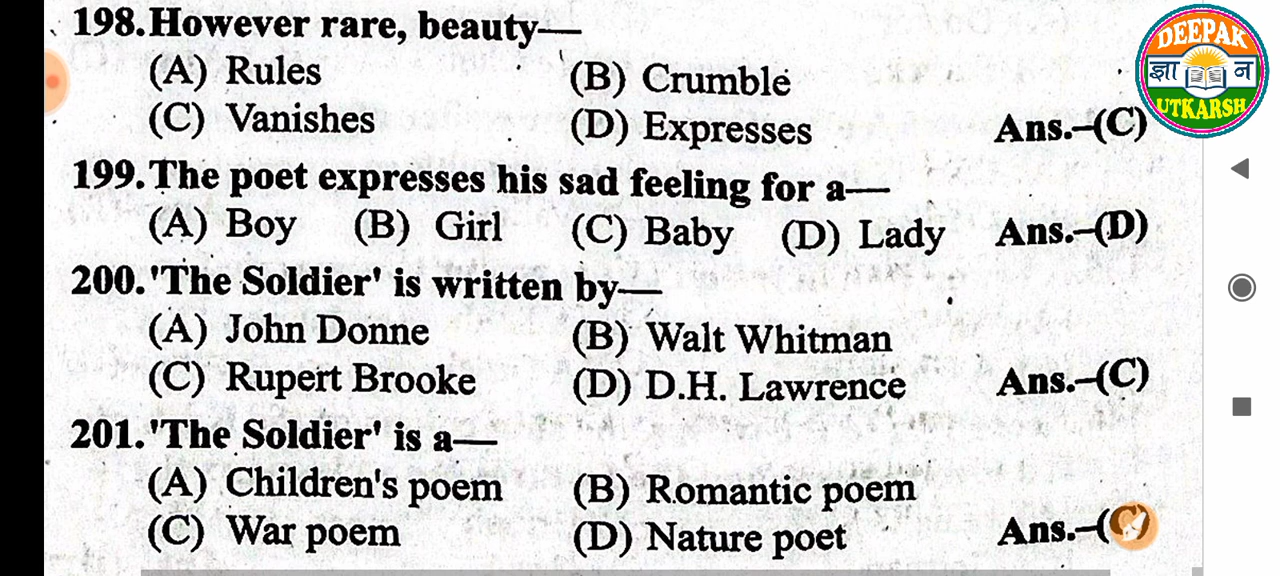 198. However rare, beauty—
(A) Rules (B) Crumble
(C) Vanishes (D) Expresses Ans.–(C)
199. The poet expresses his sad feeling for a—
(A) Boy (B) Girl (C) Baby (D) Lady Ans.–(D)
200. 'The Soldier' is written by—
(A) John Donne (B) Walt Whitman
(C) Rupert Brooke (D) D.H. Lawrence Ans.–(C)
201. 'The Soldier' is a—
(A) Children's poem (B) Romantic poem
(C) War poem (D) Nature poet Ans.–(
DEEPAK
ज्ञान
UTKARSH